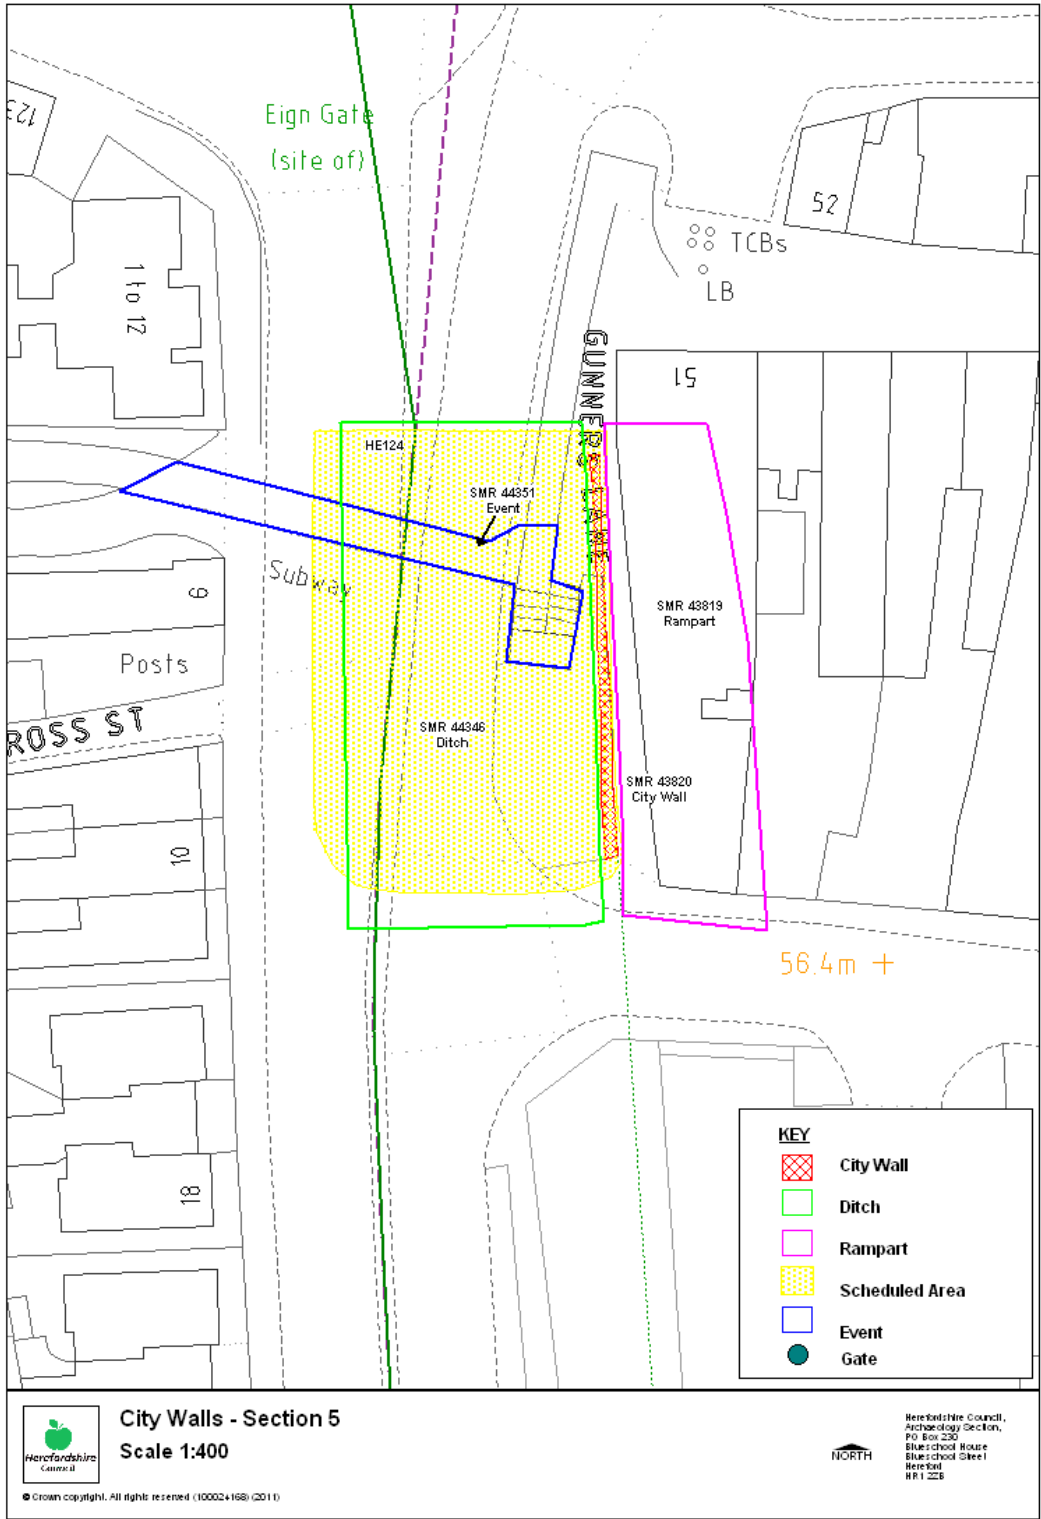 Eign Gate
(site of)
123
52
TCBs
LB
1 to 12
51
GUNNERS LANE
HE124
SMR 44351
Event
Subway
9
SMR 43819
Rampart
Posts
ROSS ST
SMR 44346
Ditch
SMR 43820
City Wall
10
56.4m +
18
KEY
City Wall
Ditch
Rampart
Scheduled Area
Event
Gate
City Walls - Section 5
Scale 1:400
Herefordshire
Council
NORTH
Herefordshire Council,
Archaeology Section,
PO Box 230
Blueschool House
Blueschool Street
Hereford
HR1 2ZB
© Crown copyright. All rights reserved (100024168) (2011)